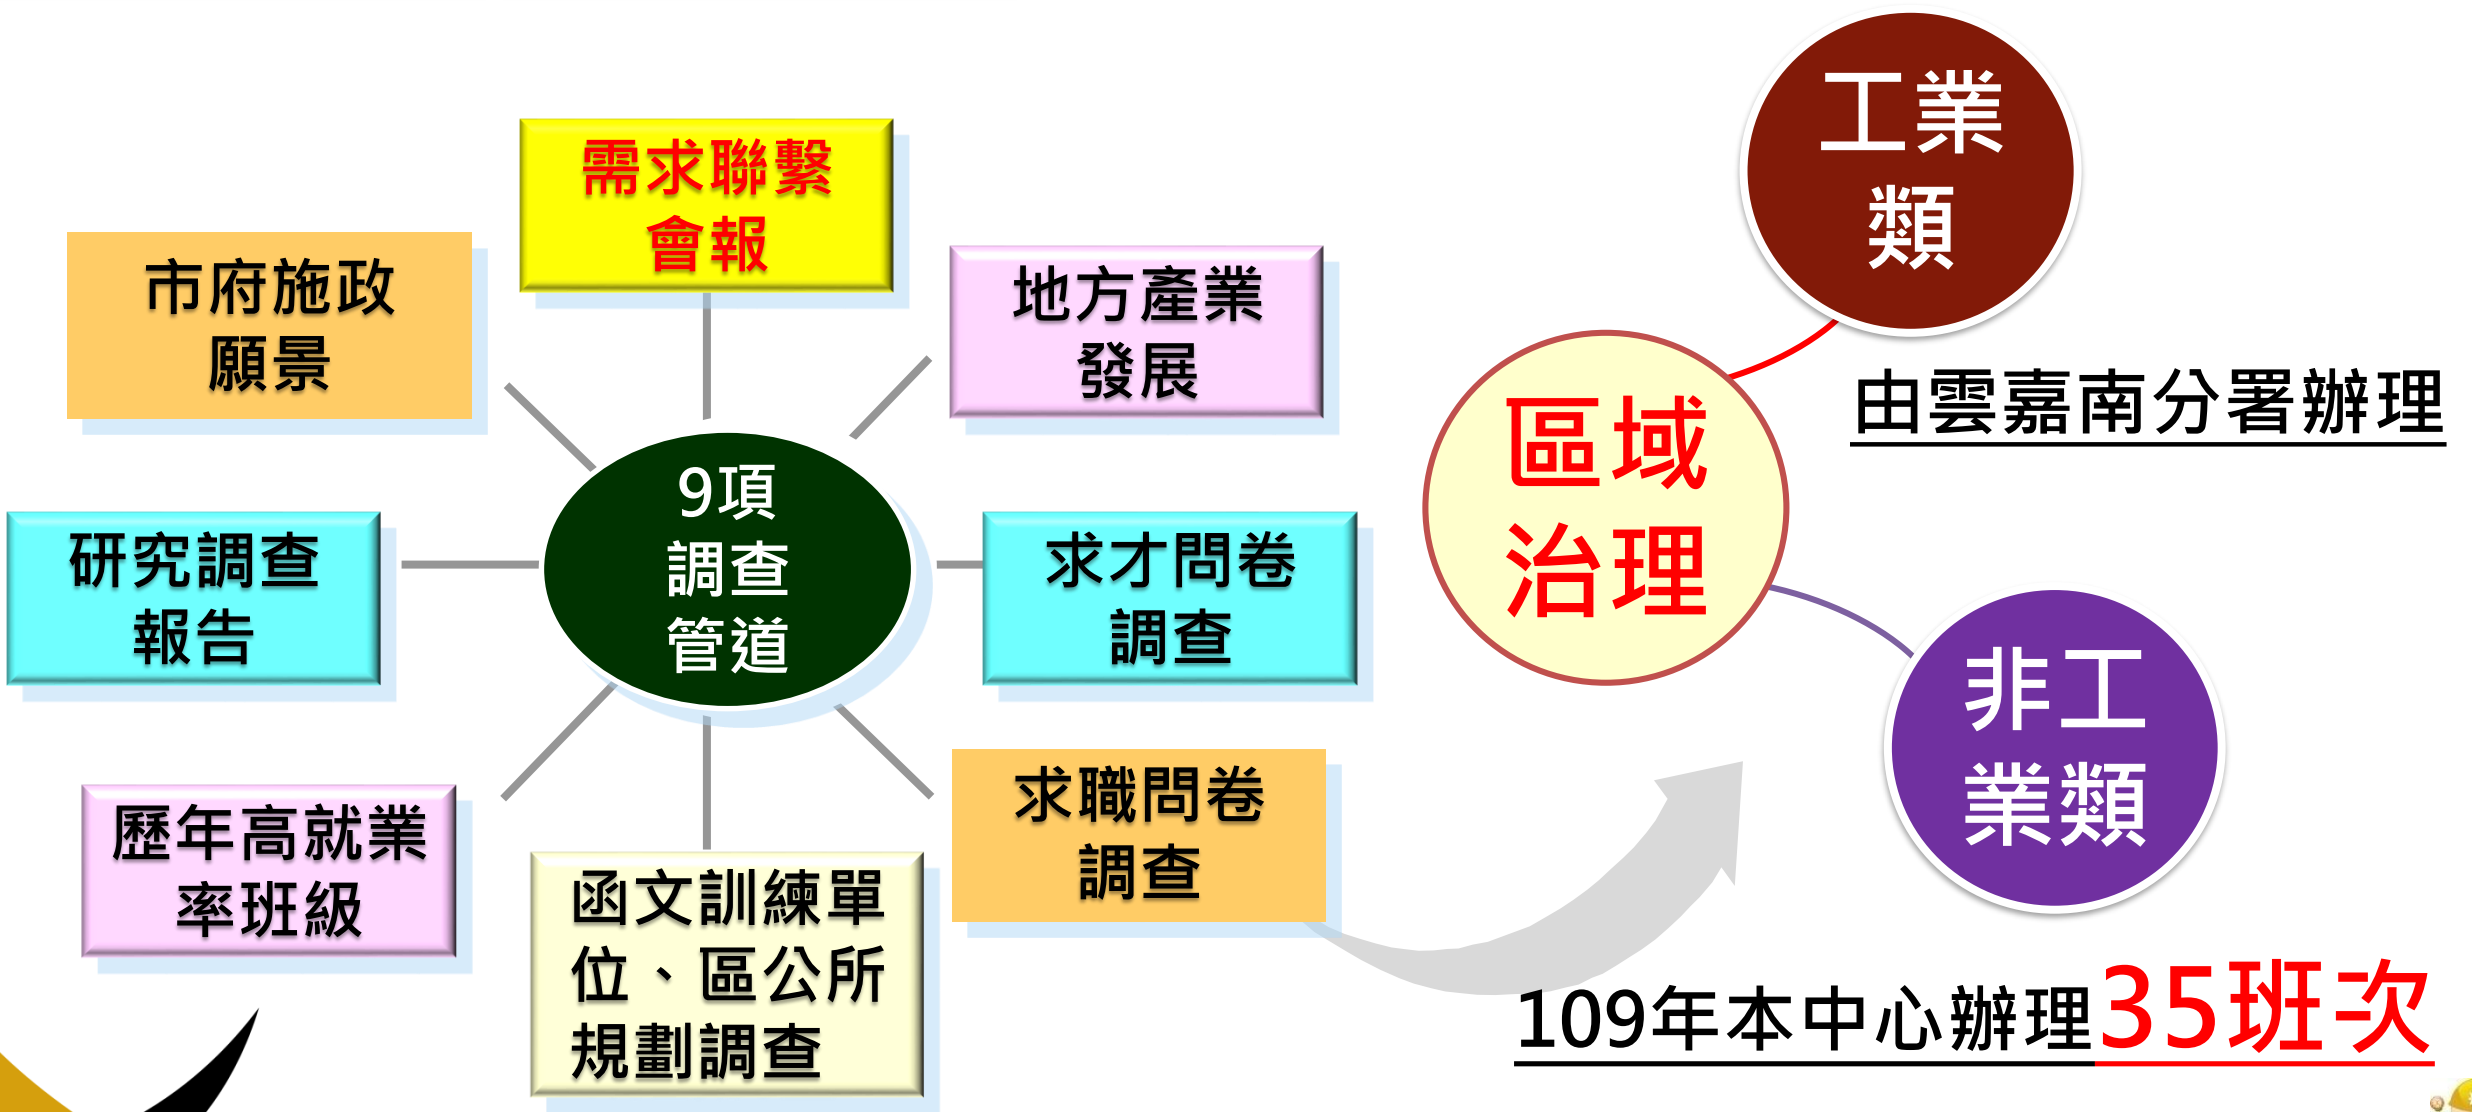 需求聯繫
會報
市府施政
願景
地方產業
發展
9項
調查
管道
研究調查
報告
求才問卷
調查
歷年高就業
率班級
函文訓練單
位、區公所
規劃調查
求職問卷
調查
工業
類
由雲嘉南分署辦理
區域
治理
非工
業類
109年本中心辦理35班次